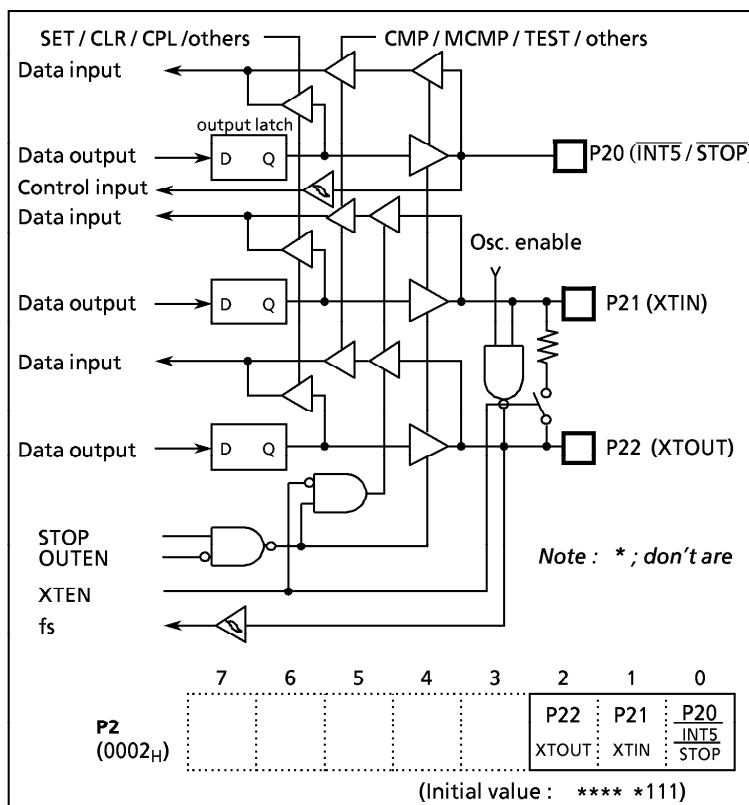 SET / CLR / CPL /others CMP / MCMP / TEST / others
Data input
output latch
Data output D Q P20 (INT5 / STOP)
Control input
Data input
Osc. enable
Data output D Q P21 (XTIN)
Data input
Data output D Q P22 (XTOUT)
STOP
OUTEN
Note : * ; don't are
XTEN
fs
7 6 5 4 3 2 1 0
P2 (0002H)
P22 P21 P20
XTOUT XTIN INT5
STOP
(Initial value : **** *111)